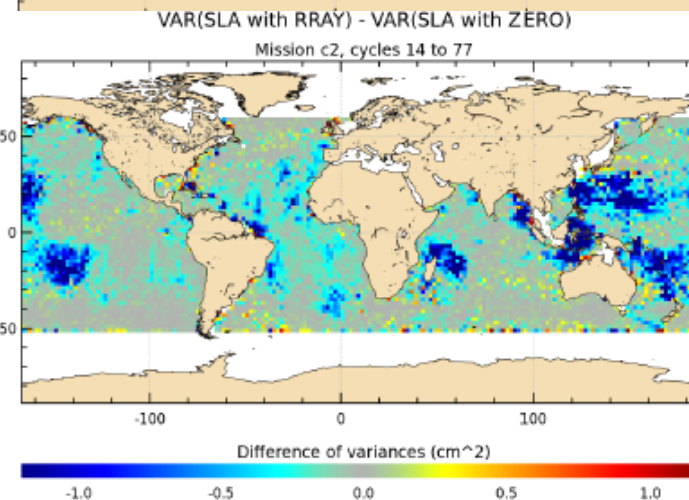 VAR(SLA with RRAY) - VAR(SLA with ZERO)
Mission c2, cycles 14 to 77
50
0
50
-100 0 100
Difference of variances (cm^2)
-1.0 -0.5 0.0 0.5 1.0